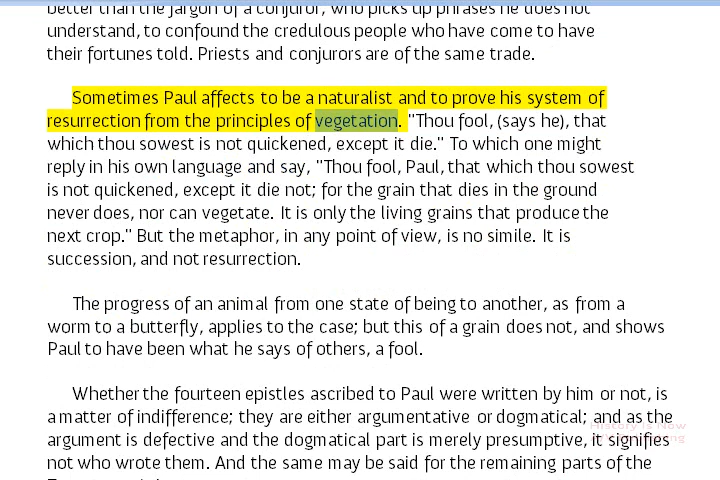 better than the jargon of a conjuror, who picks up phrases he does not
understand, to confound the credulous people who have come to have
their fortunes told. Priests and conjurors are of the same trade.
Sometimes Paul affects to be a naturalist and to prove his system of
resurrection from the principles of vegetation. "Thou fool, (says he), that
which thou sowest is not quickened, except it die." To which one might
reply in his own language and say, "Thou fool, Paul, that which thou sowest
is not quickened, except it die not; for the grain that dies in the ground
never does, nor can vegetate. It is only the living grains that produce the
next crop." But the metaphor, in any point of view, is no simile. It is
succession, and not resurrection.
The progress of an animal from one state of being to another, as from a
worm to a butterfly, applies to the case; but this of a grain does not, and shows
Paul to have been what he says of others, a fool.
Whether the fourteen epistles ascribed to Paul were written by him or not, is
a matter of indifference; they are either argumentative or dogmatical; and as the
argument is defective and the dogmatical part is merely presumptive, it signifies
not who wrote them. And the same may be said for the remaining parts of the
History Is Now